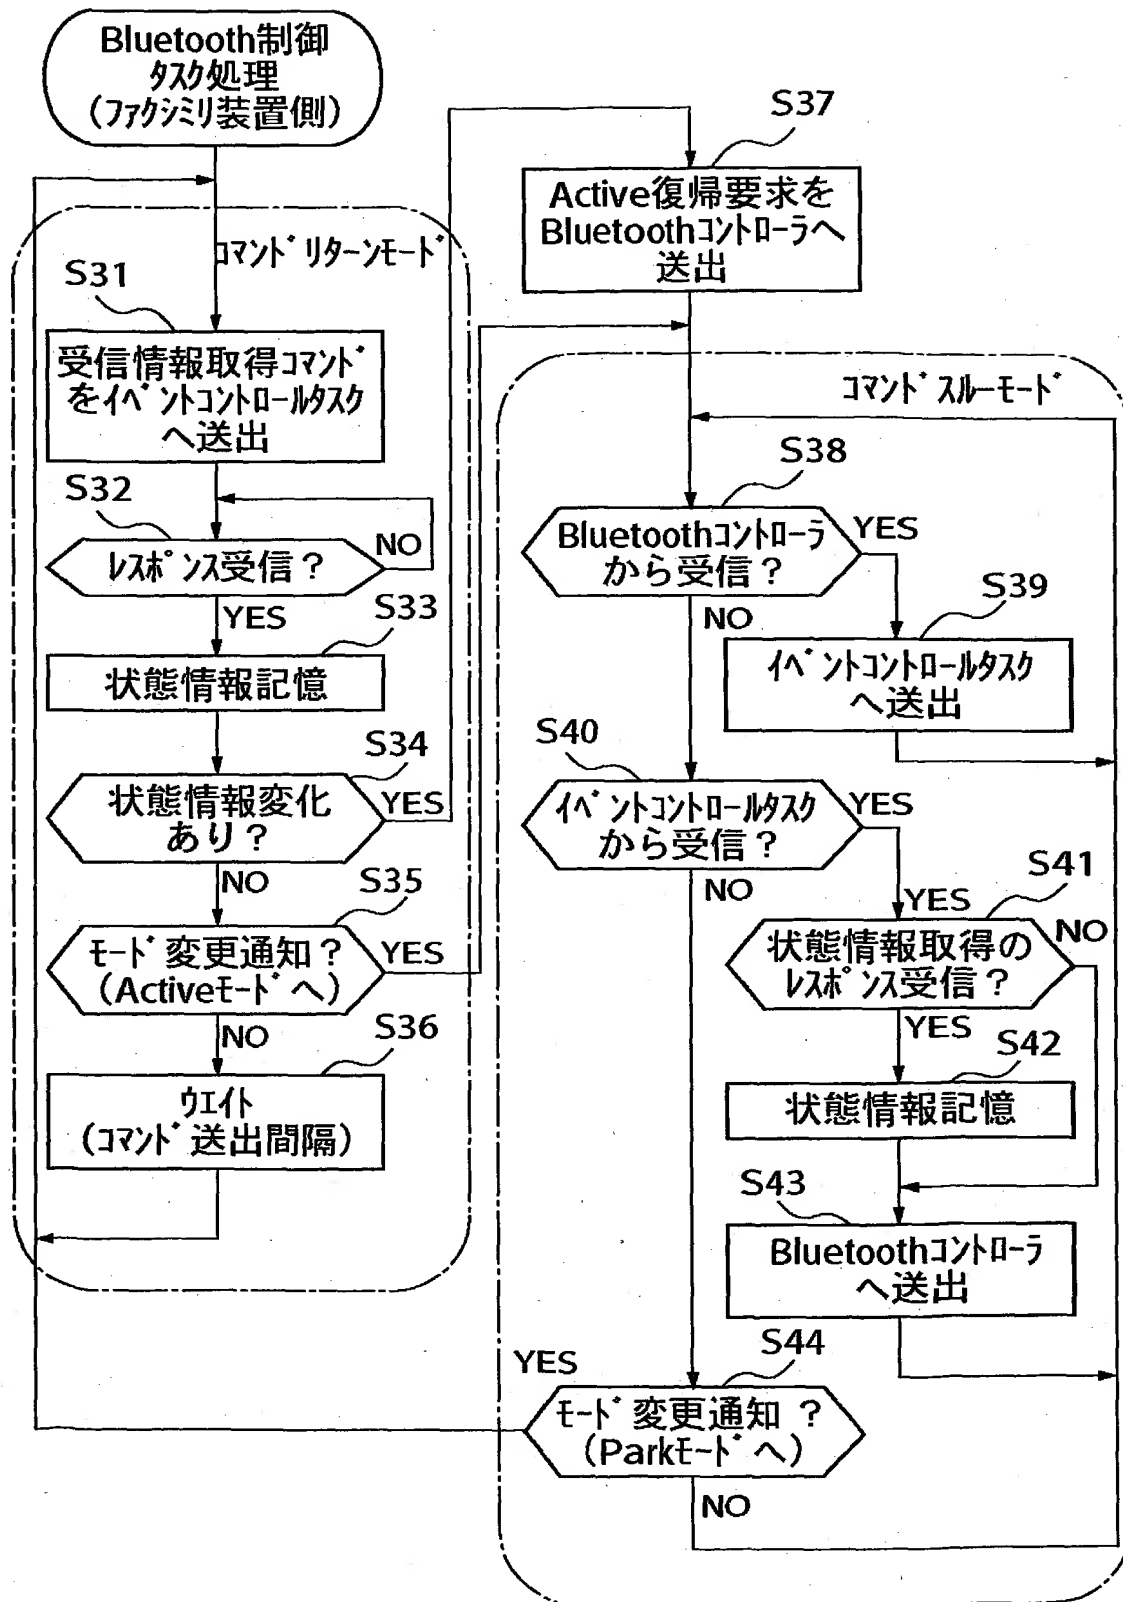 Bluetooth制御
タスク処理
(ファクシミリ装置側)
コマンドリターンモード
S31
受信情報取得コマンド
をイベントコントロールタスク
へ送出
S32
レスポンス受信？
NO
YES
S33
状態情報記憶
S34
状態情報変化
あり？
YES
NO
S35
モード変更通知？
(Activeモードへ)
YES
NO
S36
ウエイト
(コマンド送出間隔)
S37
Active復帰要求を
Bluetoothコントローラへ
送出
コマンドスルーモード
S38
Bluetoothコントローラ
から受信？
YES
NO
S39
イベントコントロールタスク
へ送出
S40
イベントコントロールタスク
から受信？
YES
NO
YES
S41
状態情報取得の
レスポンス受信？
NO
YES
S42
状態情報記憶
S43
Bluetoothコントローラ
へ送出
S44
YES
モード変更通知 ？
(Parkモードへ)
NO